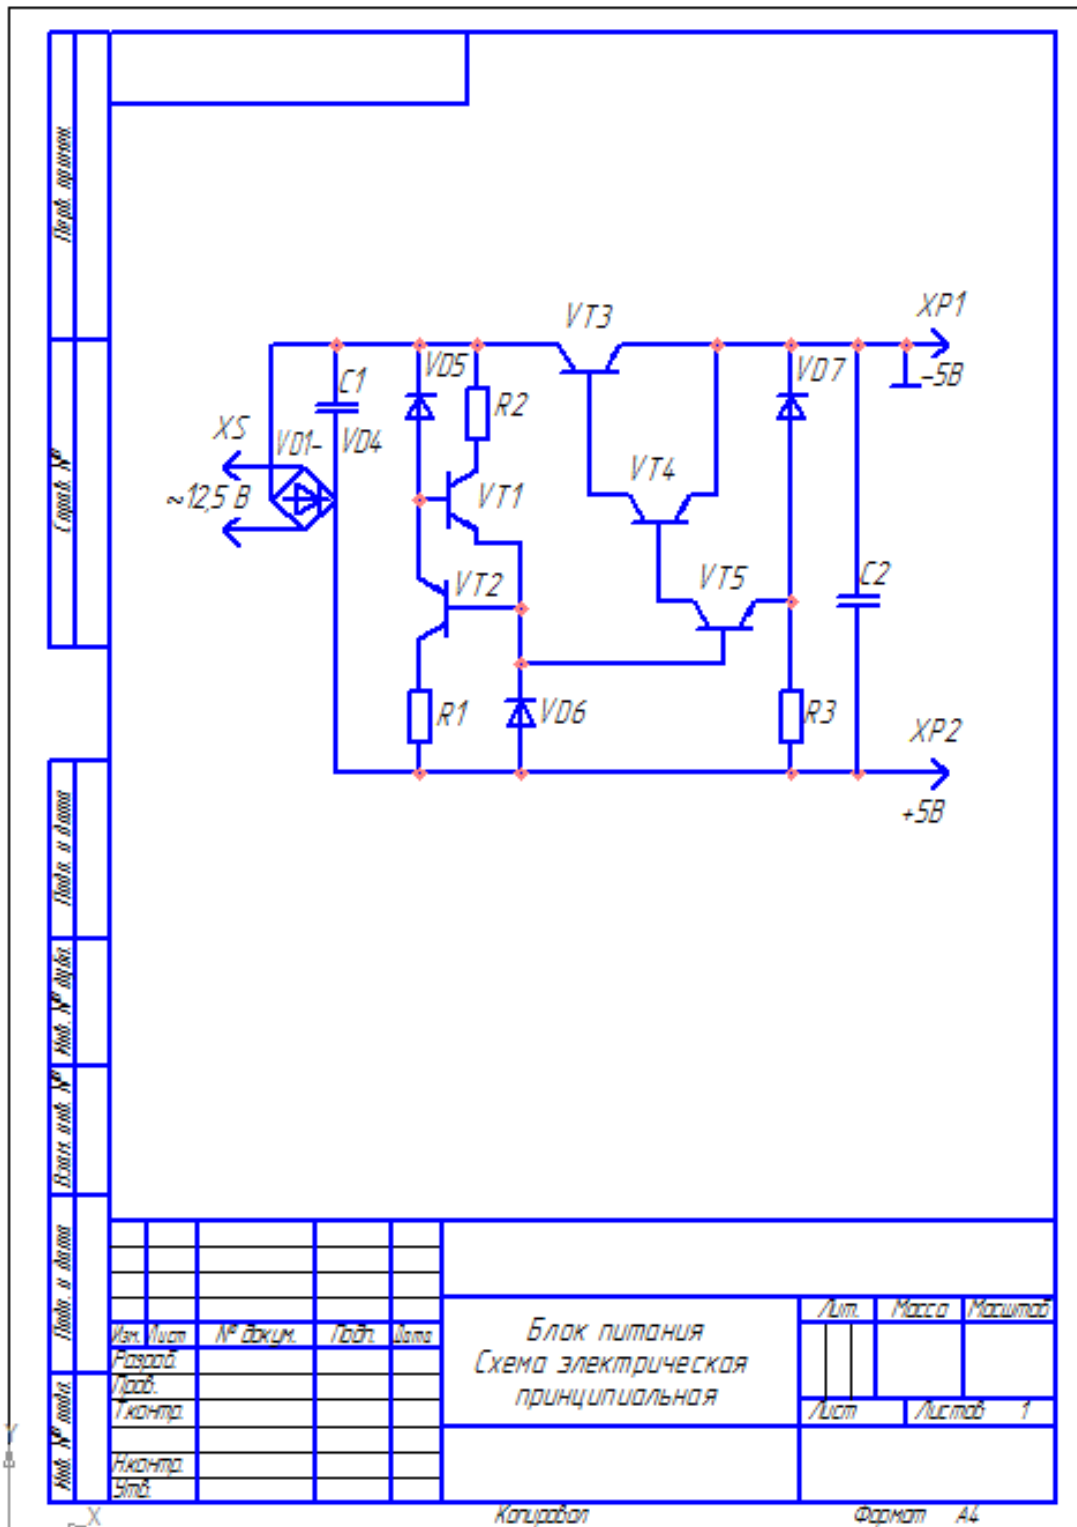 Перв. примен.
Справ. №
Подп. и дата
Инв. № дубл.
Взам. инв. №
Подп. и дата
Инв. № подл.
VT3
XP1
VD5
C1
R2
VD7
-5В
XS
VD1-
VD4
VT4
~12,5 В
VT1
VT2
VT5
C2
R1
VD6
R3
XP2
+5В
Изм. Лист № докум. Подп. Дата
Разраб.
Пров.
Т.контр.
Н.контр.
Утв.
Блок питания
Схема электрическая
принципиальная
Лит. Масса Масштаб
Лист Листов 1
Копировал Формат A4
Y
X